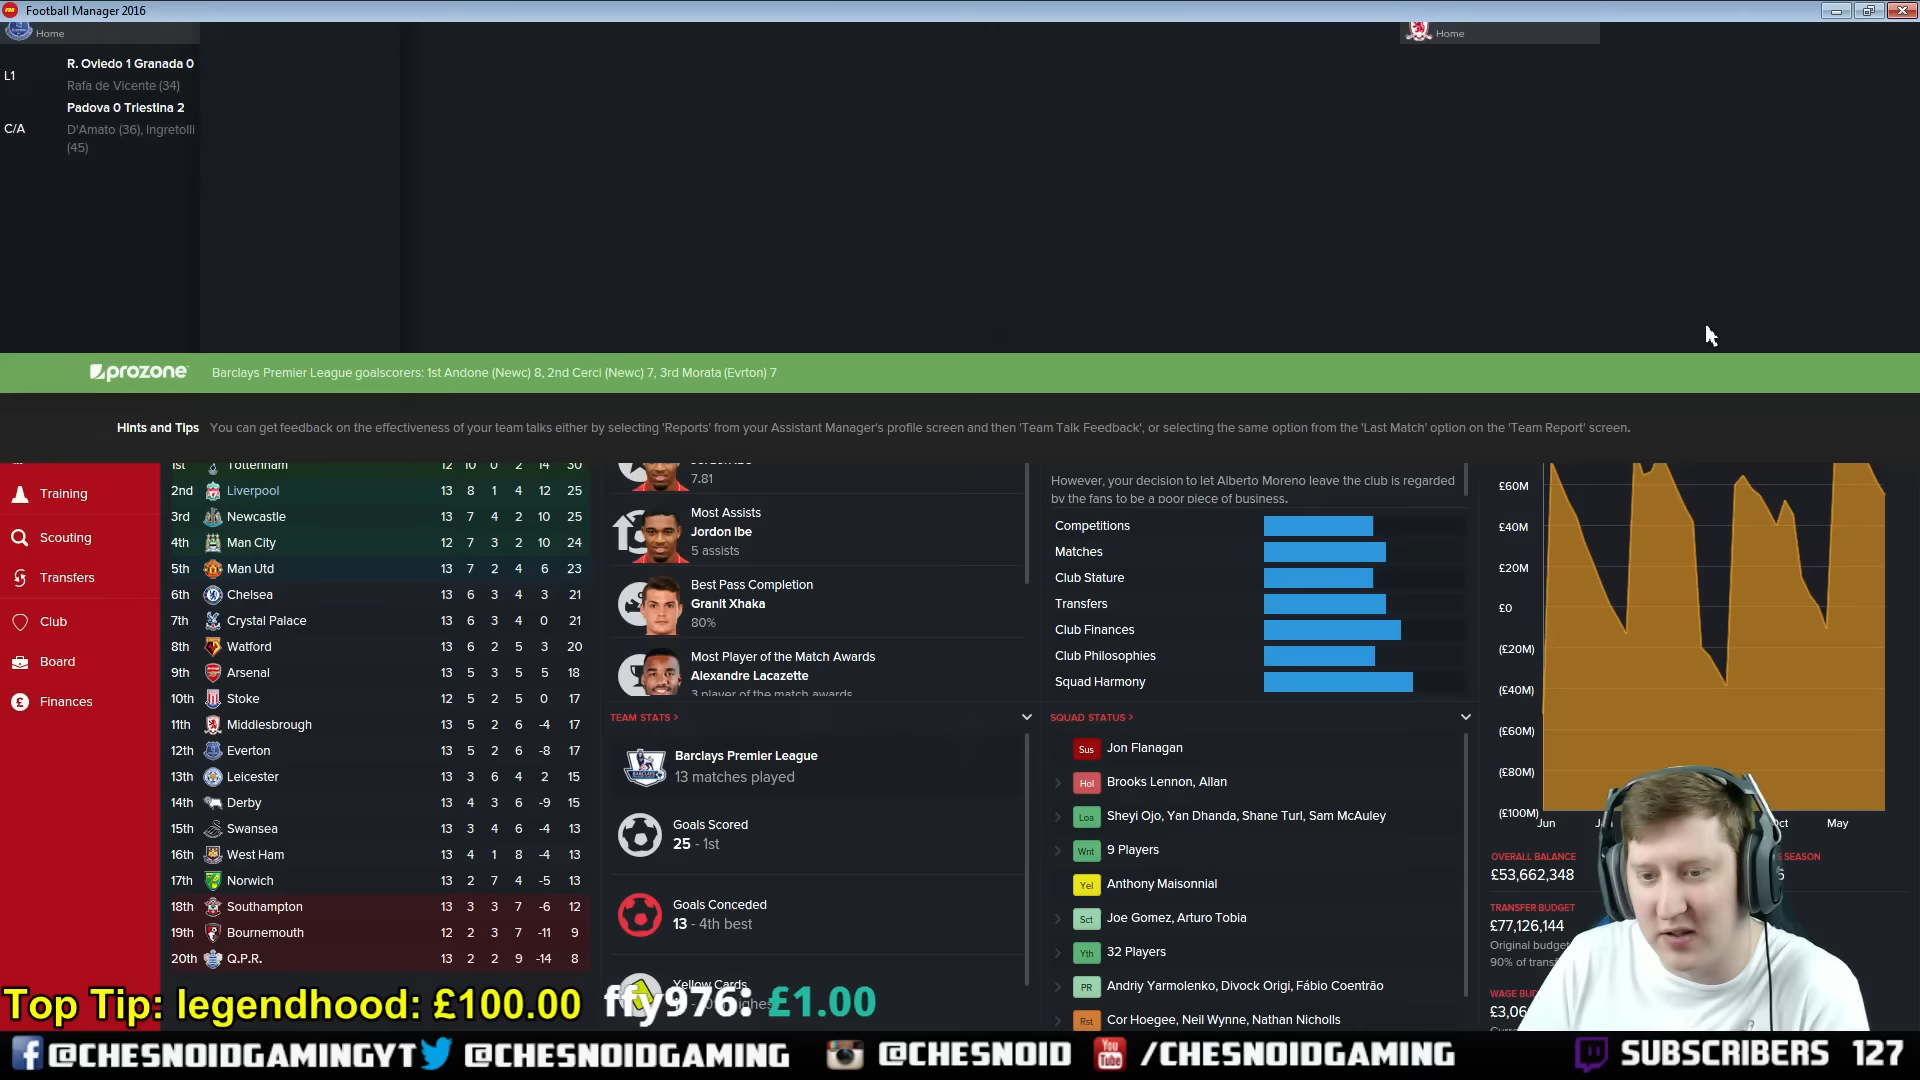 Football Manager 2016
Home
Home
L1
R. Oviedo 1 Granada 0
Rafa de Vicente (34)
C/A
Padova 0 Triestina 2
D'Amato (36), Ingretolli
(45)
prozone
Barclays Premier League goalscorers: 1st Andone (Newc) 8, 2nd Cerci (Newc) 7, 3rd Morata (Evrton) 7
Hints and Tips You can get feedback on the effectiveness of your team talks either by selecting 'Reports' from your Assistant Manager's profile screen and then 'Team Talk Feedback', or selecting the same option from the 'Last Match' option on the 'Team Report' screen.
Training
Scouting
Transfers
Club
Board
Finances
1st Tottenham 12 10 0 2 14 30
2nd Liverpool 13 8 1 4 12 25
3rd Newcastle 13 7 4 2 10 25
4th Man City 12 7 3 2 10 24
5th Man Utd 13 7 2 4 6 23
6th Chelsea 13 6 3 4 3 21
7th Crystal Palace 13 6 3 4 0 21
8th Watford 13 6 2 5 3 20
9th Arsenal 13 5 3 5 5 18
10th Stoke 12 5 2 5 0 17
11th Middlesbrough 13 5 2 6 -4 17
12th Everton 13 5 2 6 -8 17
13th Leicester 13 3 6 4 2 15
14th Derby 13 4 3 6 -9 15
15th Swansea 13 3 4 6 -4 13
16th West Ham 13 4 1 8 -4 13
17th Norwich 13 2 7 4 -5 13
18th Southampton 13 3 3 7 -6 12
19th Bournemouth 12 2 3 7 -11 9
20th Q.P.R. 13 2 2 9 -14 8
7.81
Most Assists
Jordon Ibe
5 assists
Best Pass Completion
Granit Xhaka
80%
Most Player of the Match Awards
Alexandre Lacazette
3 player of the match awards
TEAM STATS >
Barclays Premier League
13 matches played
Goals Scored
25 - 1st
Goals Conceded
13 - 4th best
Yellow Cards
However, your decision to let Alberto Moreno leave the club is regarded
by the fans to be a poor piece of business.
Competitions
Matches
Club Stature
Transfers
Club Finances
Club Philosophies
Squad Harmony
SQUAD STATUS >
Sus Jon Flanagan
Hol Brooks Lennon, Allan
Loa Sheyi Ojo, Yan Dhanda, Shane Turl, Sam McAuley
Wnt 9 Players
Yel Anthony Maisonnial
Sct Joe Gomez, Arturo Tobia
Yth 32 Players
PR Andriy Yarmolenko, Divock Origi, Fábio Coentrão
Rst Cor Hoegee, Neil Wynne, Nathan Nicholls
£60M
£40M
£20M
£0
(£20M)
(£40M)
(£60M)
(£80M)
(£100M)
Jun
May
OVERALL BALANCE
£53,662,348
SEASON
TRANSFER BUDGET
£77,126,144
Original budget
90% of
WAGE
Top Tip: legendhood: £100.00 ffy976: £1.00
@CHESNOIDGAMINGYT @CHESNOIDGAMING @CHESNOID You Tube /CHESNOIDGAMING SUBSCRIBERS 127